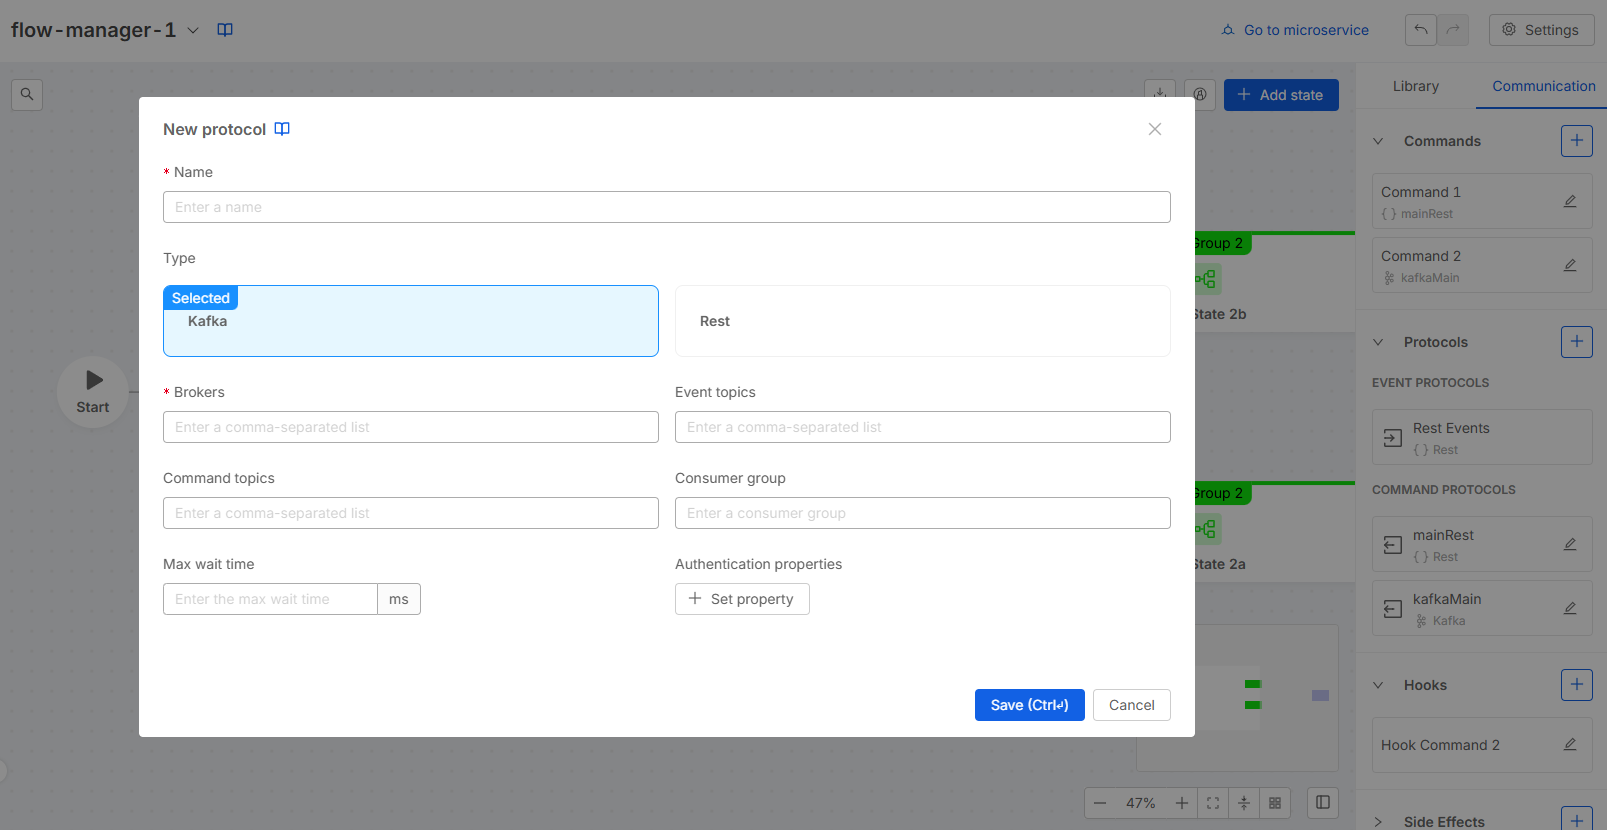 flow-manager-1
Go to microservice
Settings
Add state
Library
Communication
New protocol
* Name
Enter a name
Type
Selected
Kafka
Rest
* Brokers
Enter a comma-separated list
Event topics
Enter a comma-separated list
Command topics
Enter a comma-separated list
Consumer group
Enter a consumer group
Max wait time
Enter the max wait time
ms
Authentication properties
Set property
Save (Ctrl⏎)
Cancel
Start
Group 2
State 2b
Group 2
State 2a
47%
Commands
Command 1
{ } mainRest
Command 2
kafkaMain
Protocols
EVENT PROTOCOLS
Rest Events
{ } Rest
COMMAND PROTOCOLS
mainRest
{ } Rest
kafkaMain
Kafka
Hooks
Hook Command 2
Side Effects